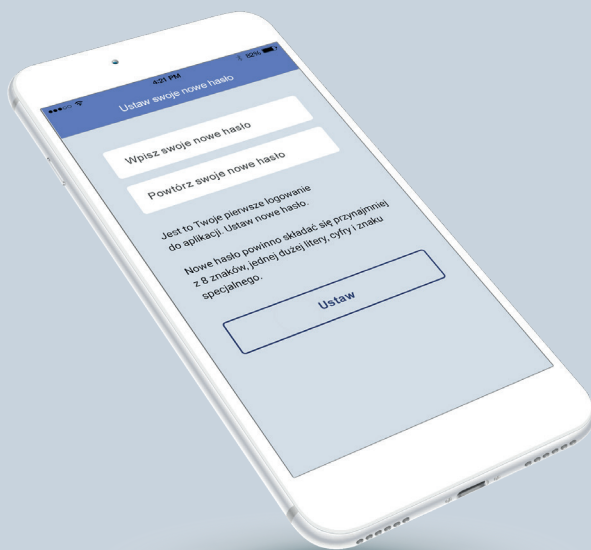 4:21 PM
82%
Ustaw swoje nowe hasło
Wpisz swoje nowe hasło
Powtórz swoje nowe hasło
Jest to Twoje pierwsze logowanie
do aplikacji. Ustaw nowe hasło.
Nowe hasło powinno składać się przynajmniej
z 8 znaków, jednej dużej litery, cyfry i znaku
specjalnego.
Ustaw